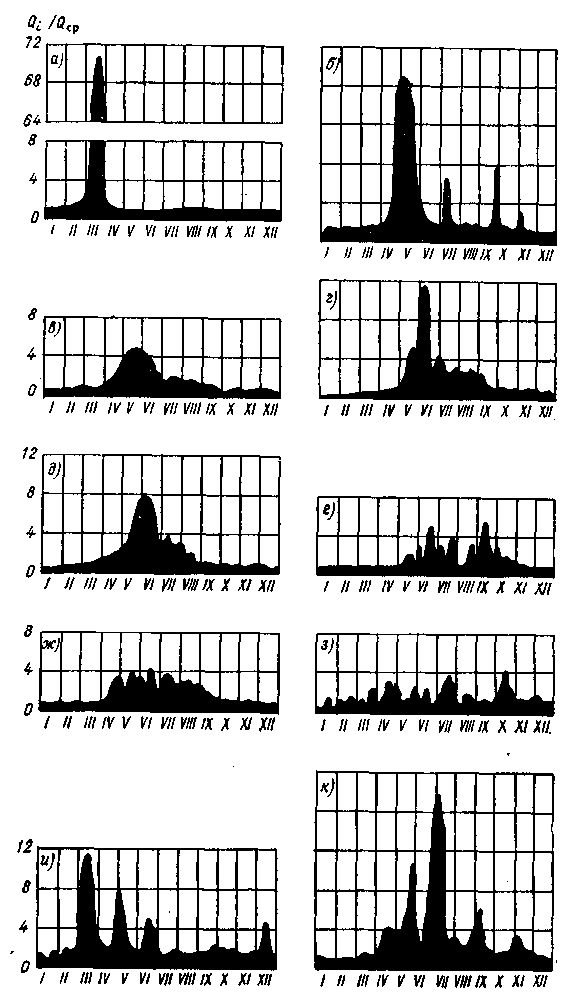 Qi /Qср
72
а)
б)
68
64
8
4
0
I II III IV V VI VII VIII IX X XI XII
I II III IV V VI VII VIII IX X XI XII
8
в)
г)
4
0
I II III IV V VI VII VIII IX X XI XII
I II III IV V VI VII VIII IX X XI XII
12
д)
8
е)
4
0
I II III IV V VI VII VIII IX X XI XII
I II III IV V VI VII VIII IX X XI XII
8
ж)
з)
4
0
I II III IV V VI VII VIII IX X XI XII
I II III IV V VI VII VIII IX X XI XII.
к)
12
и)
8
4
0
I II III IV V VI VII VIII IX X XI XII
I II III IV V VI VII VIII IX X XI XII